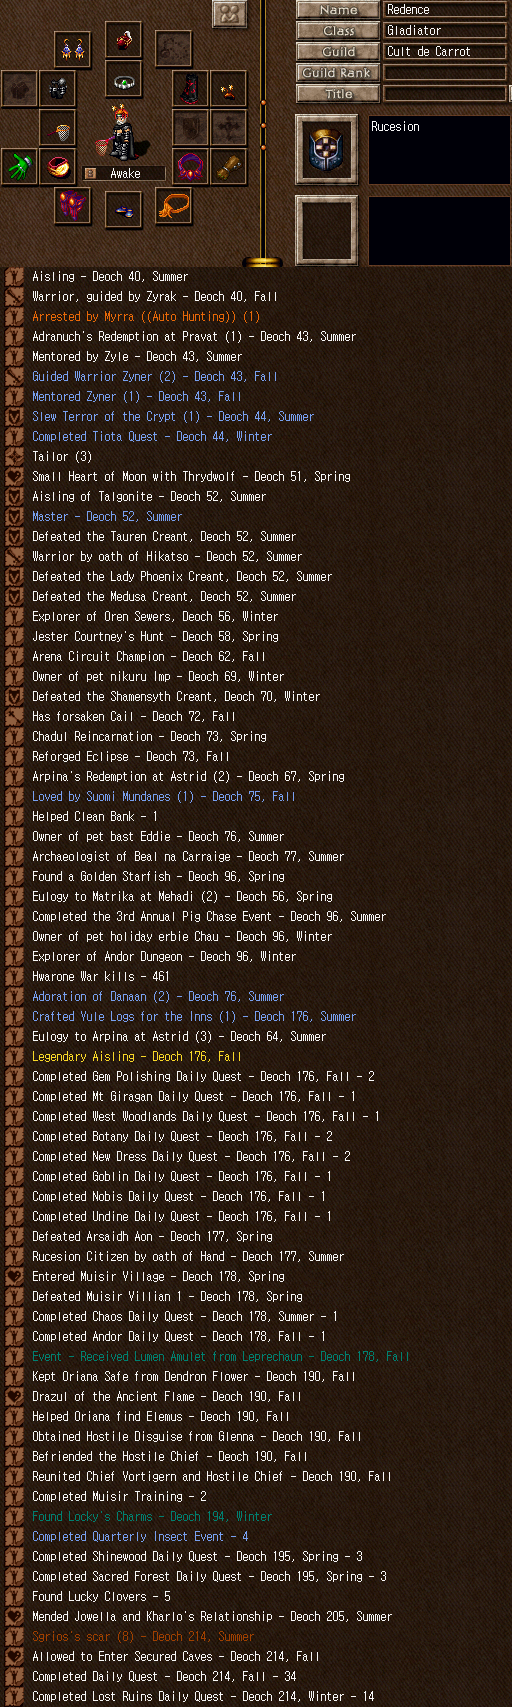 Name Redence
Class Gladiator
Guild Cult de Carrot
Guild Rank
Title
Rucesion
Awake
Aisling - Deoch 40, Summer
Warrior, guided by Zyrak - Deoch 40, Fall
Arrested by Myrra ((Auto Hunting)) (1)
Adranuch's Redemption at Pravat (1) - Deoch 43, Summer
Mentored by Zyle - Deoch 43, Summer
Guided Warrior Zyner (2) - Deoch 43, Fall
Mentored Zyner (1) - Deoch 43, Fall
Slew Terror of the Crypt (1) - Deoch 44, Summer
Completed Tiota Quest - Deoch 44, Winter
Tailor (3)
Small Heart of Moon with Thrydwolf - Deoch 51, Spring
Aisling of Talgonite - Deoch 52, Summer
Master - Deoch 52, Summer
Defeated the Tauren Creant, Deoch 52, Summer
Warrior by oath of Hikatso - Deoch 52, Summer
Defeated the Lady Phoenix Creant, Deoch 52, Summer
Defeated the Medusa Creant, Deoch 52, Summer
Explorer of Oren Sewers, Deoch 56, Winter
Jester Courtney's Hunt - Deoch 58, Spring
Arena Circuit Champion - Deoch 62, Fall
Owner of pet nikuru Imp - Deoch 69, Winter
Defeated the Shamensyth Creant, Deoch 70, Winter
Has forsaken Cail - Deoch 72, Fall
Chadul Reincarnation - Deoch 73, Spring
Reforged Eclipse - Deoch 73, Fall
Arpina's Redemption at Astrid (2) - Deoch 67, Spring
Loved by Suomi Mundanes (1) - Deoch 75, Fall
Helped Clean Bank - 1
Owner of pet bast Eddie - Deoch 76, Summer
Archaeologist of Beal na Carraige - Deoch 77, Summer
Found a Golden Starfish - Deoch 96, Spring
Eulogy to Matrika at Mehadi (2) - Deoch 56, Spring
Completed the 3rd Annual Pig Chase Event - Deoch 96, Summer
Owner of pet holiday erbie Chau - Deoch 96, Winter
Explorer of Andor Dungeon - Deoch 96, Winter
Hwarone War kills - 461
Adoration of Danaan (2) - Deoch 76, Summer
Crafted Yule Logs for the Inns (1) - Deoch 176, Summer
Eulogy to Arpina at Astrid (3) - Deoch 64, Summer
Legendary Aisling - Deoch 176, Fall
Completed Gem Polishing Daily Quest - Deoch 176, Fall - 2
Completed Mt Giragan Daily Quest - Deoch 176, Fall - 1
Completed West Woodlands Daily Quest - Deoch 176, Fall - 1
Completed Botany Daily Quest - Deoch 176, Fall - 2
Completed New Dress Daily Quest - Deoch 176, Fall - 2
Completed Goblin Daily Quest - Deoch 176, Fall - 1
Completed Nobis Daily Quest - Deoch 176, Fall - 1
Completed Undine Daily Quest - Deoch 176, Fall - 1
Defeated Arsaidh Aon - Deoch 177, Spring
Rucesion Citizen by oath of Hand - Deoch 177, Summer
Entered Muisir Village - Deoch 178, Spring
Defeated Muisir Villian 1 - Deoch 178, Spring
Completed Chaos Daily Quest - Deoch 178, Summer - 1
Completed Andor Daily Quest - Deoch 178, Fall - 1
Event - Received Lumen Amulet from Leprechaun - Deoch 178, Fall
Kept Oriana Safe from Dendron Flower - Deoch 190, Fall
Drazul of the Ancient Flame - Deoch 190, Fall
Helped Oriana find Elemus - Deoch 190, Fall
Obtained Hostile Disguise from Glenna - Deoch 190, Fall
Befriended the Hostile Chief - Deoch 190, Fall
Reunited Chief Vortigern and Hostile Chief - Deoch 190, Fall
Completed Muisir Training - 2
Found Locky's Charms - Deoch 194, Winter
Completed Quarterly Insect Event - 4
Completed Shinewood Daily Quest - Deoch 195, Spring - 3
Completed Sacred Forest Daily Quest - Deoch 195, Spring - 3
Found Lucky Clovers - 5
Mended Jowella and Kharlo's Relationship - Deoch 205, Summer
Sgrios's scar (8) - Deoch 214, Summer
Allowed to Enter Secured Caves - Deoch 214, Fall
Completed Daily Quest - Deoch 214, Fall - 34
Completed Lost Ruins Daily Quest - Deoch 214, Winter - 14